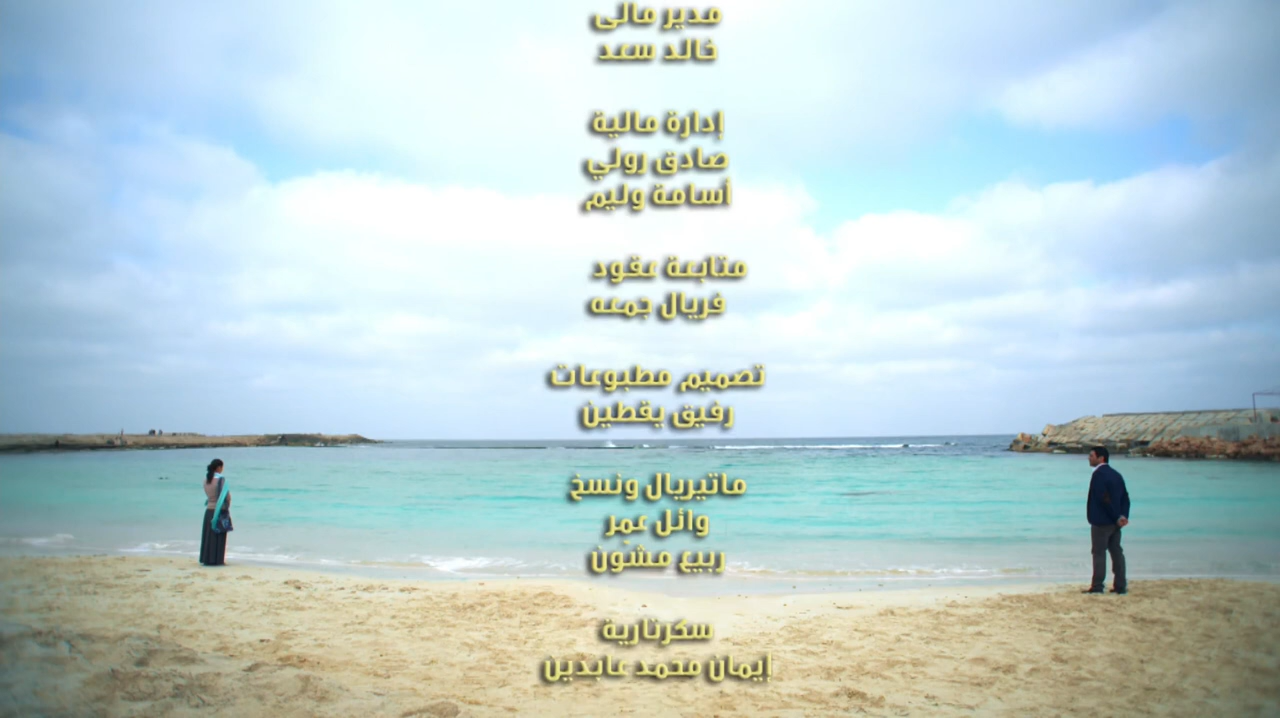 مدير مالى
خالد سعد
إدارة مالية
صادق رولي
أسامة وليم
متابعة عقود
فريال جمعه
تصميم مطبوعات
رفيق يقطين
ماتيريال ونسخ
وائل عمر
ربيع مشون
سكرتارية
إيمان محمد عابدين